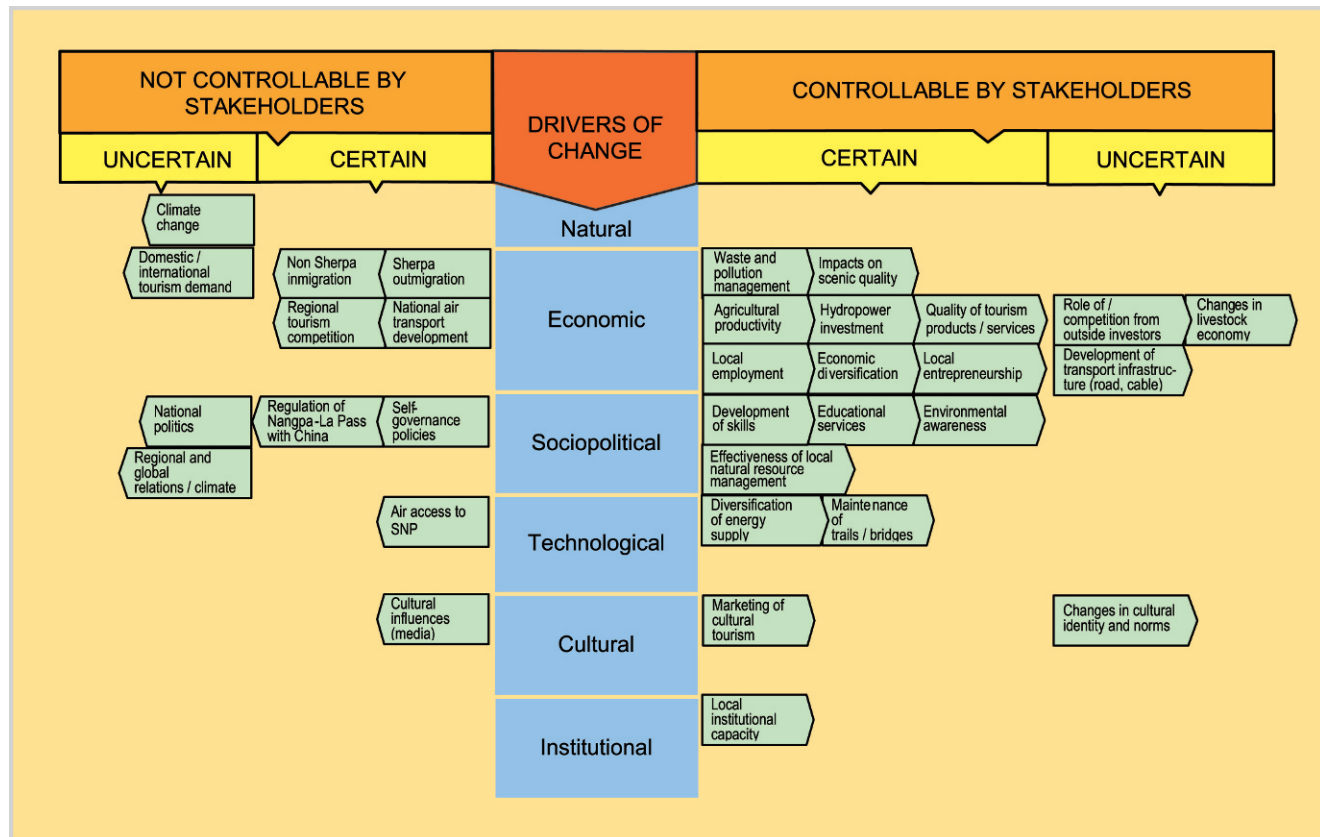 NOT CONTROLLABLE BY
STAKEHOLDERS
DRIVERS OF
CHANGE
CONTROLLABLE BY STAKEHOLDERS
UNCERTAIN
CERTAIN
CERTAIN
UNCERTAIN
Climate
change
Natural
Domestic /
international
tourism demand
Non Sherpa
inmigration
Sherpa
outmigration
Regional
tourism
competition
National air
transport
development
Economic
Waste and
pollution
management
Impacts on
scenic quality
Agricultural
productivity
Hydropower
investment
Quality of tourism
products / services
Role of /
competition from
outside investors
Changes in
livestock
economy
Local
employment
Economic
diversification
Local
entrepreneurship
Development of
transport infrastruc-
ture (road, cable)
National
politics
Regulation of
Nangpa-La Pass
with China
Self-
governance
policies
Regional and
global
relations / climate
Sociopolitical
Development
of skills
Educational
services
Environmental
awareness
Effectiveness of local
natural resource
management
Air access to
SNP
Technological
Diversification
of energy
supply
Maintenance
of
trails / bridges
Cultural
influences
(media)
Cultural
Marketing of
cultural
tourism
Changes in cultural
identity and norms
Institutional
Local
institutional
capacity